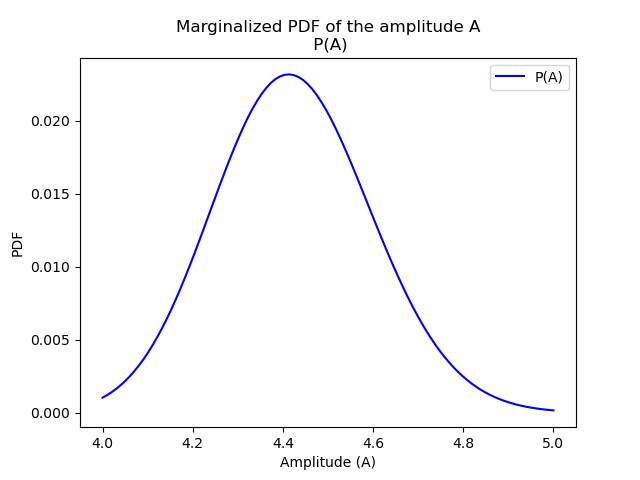 Marginalized PDF of the amplitude A
P(A)
P(A)
0.020
0.015
0.010
0.005
0.000
PDF
4.0 4.2 4.4 4.6 4.8 5.0
Amplitude (A)